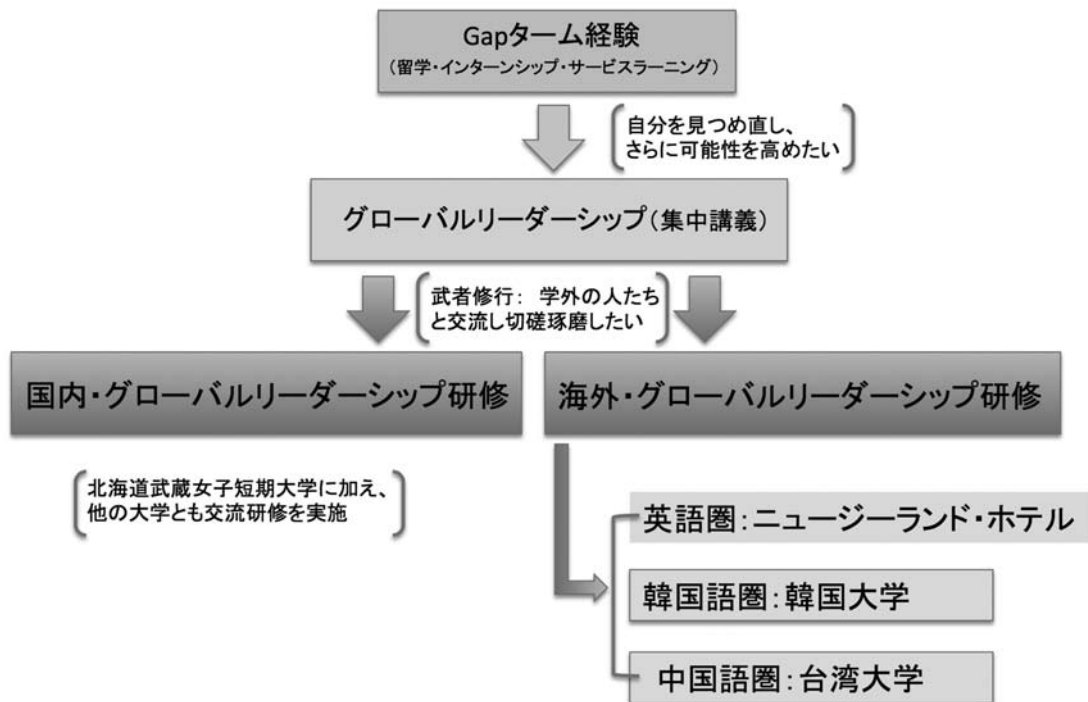 Gapターム経験
(留学・インターンシップ・サービスラーニング)
自分を見つめ直し、
さらに可能性を高めたい
グローバルリーダーシップ(集中講義)
武者修行： 学外の人たち
と交流し切磋琢磨したい
国内・グローバルリーダーシップ研修
海外・グローバルリーダーシップ研修
北海道武蔵女子短期大学に加え、
他の大学とも交流研修を実施
英語圏：ニュージーランド・ホテル
韓国語圏：韓国大学
中国語圏：台湾大学